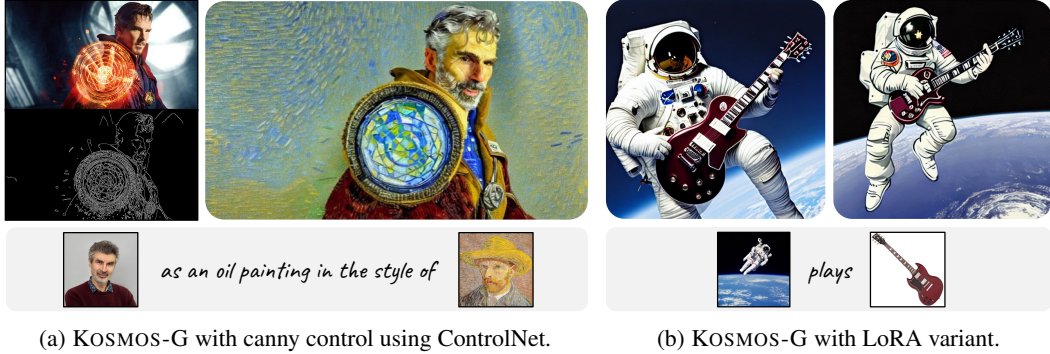 as an oil painting in the style of
plays
(a) KOSMOS-G with canny control using ControlNet.
(b) KOSMOS-G with LoRA variant.